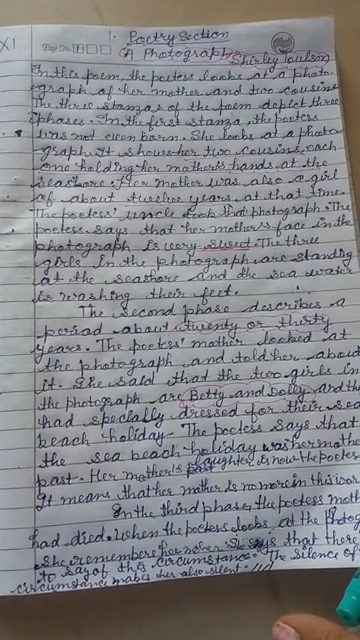 X1
1. Poetry Section
Page No.
A Photograph Shirley Toulson
In this poem, the poetess looks at a photo-
graph of her mother and two cousins
The three stanzas of the poem depict three
phases. In the first stanza, the poetess
was not even born. She looks at a photo
graph. It shows her two cousins, each
one holding her mother's hands at the
seashore. Her mother was also a girl
of about twelve years at that time.
The poetess' uncle took that photograph. The
poetess says that her mother's face in the
photograph is very sweet. The three
girls in the photograph are standing
at the seashore and the sea water
is washing their feet.
The second phase describes a
period about twenty or thirty
years. The poetess' mother looked at
the photograph and told her about
it. She said that the two girls in
the photograph are Betty and Dolly and the
had specially dressed for their sea
beach holiday. The poetess says that
the sea beach holiday was her mothe
past. Her mother's laughter is now the poetes
past
It means that her mother is no more in this wor
In the third phase, the poetess moth
had died. When the poetess looks at the photog
she remembers her mother. She says that there
to say of this circumstance. The silence of
circumstance makes her also silent.